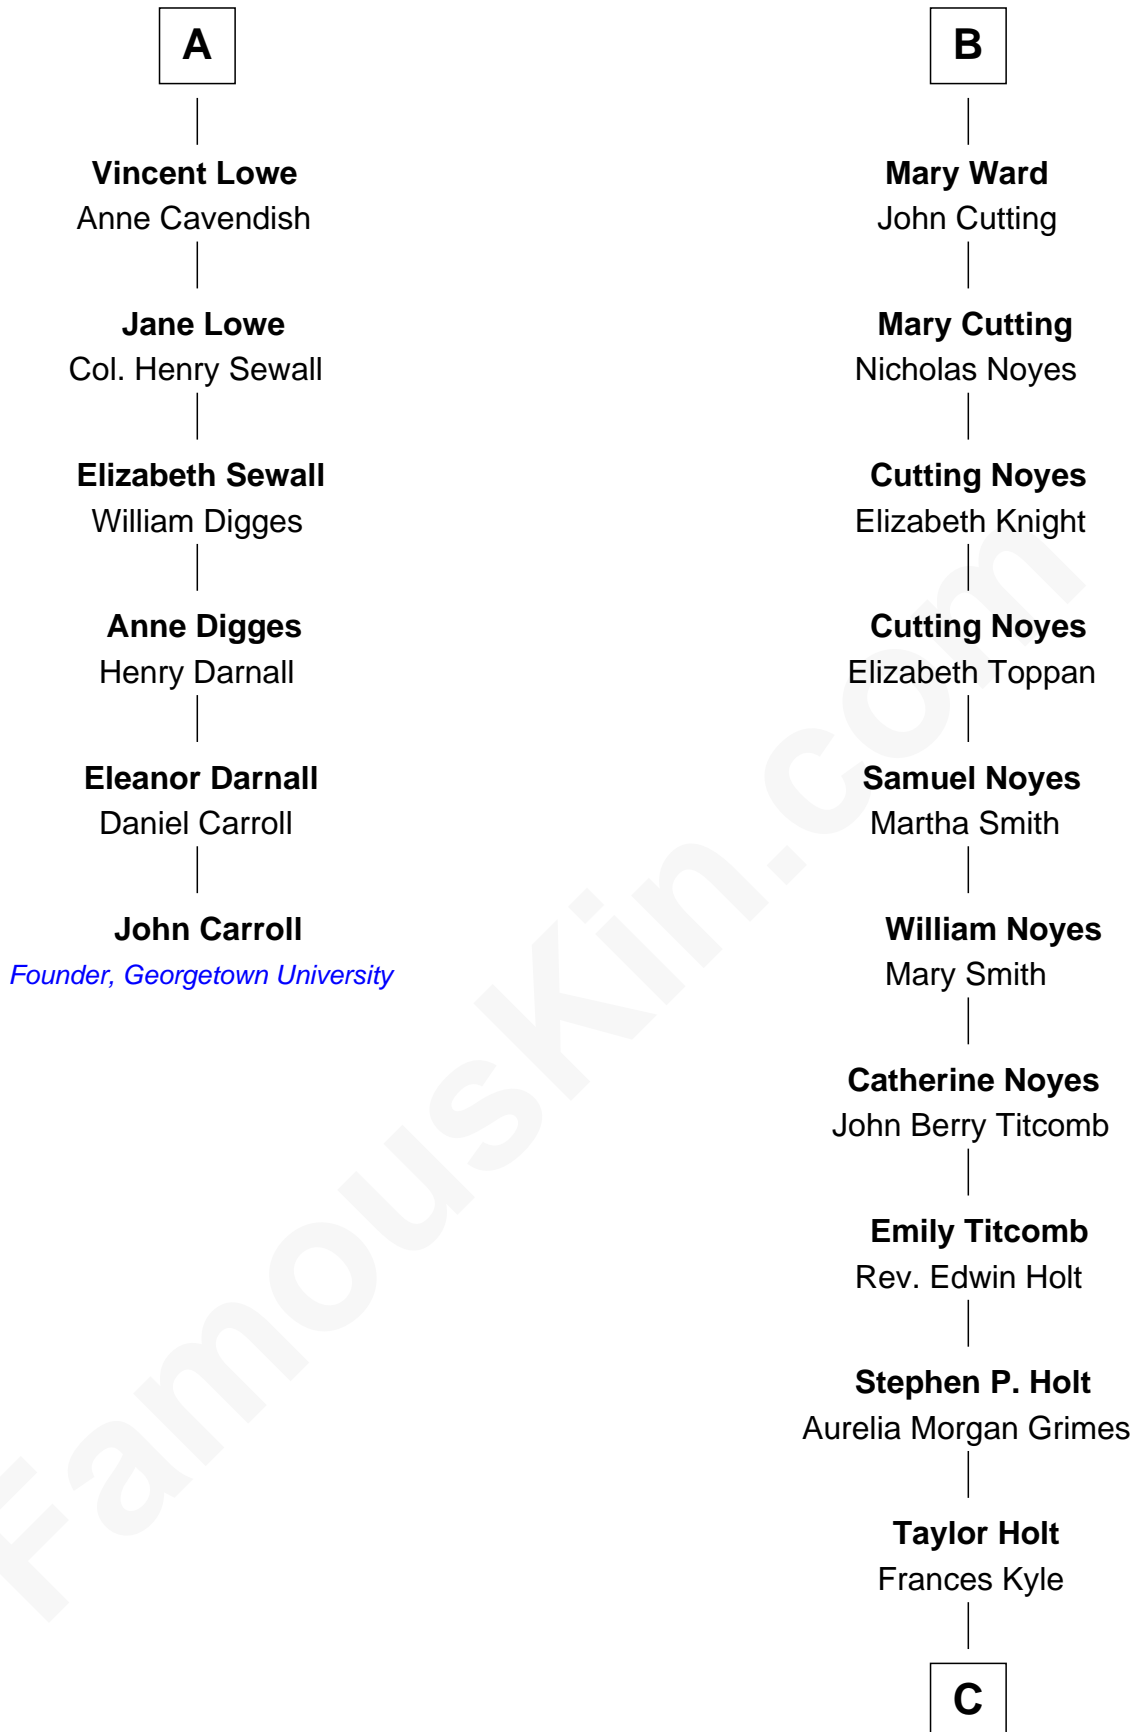 A
Vincent Lowe
Anne Cavendish
Jane Lowe
Col. Henry Sewall
Elizabeth Sewall
William Digges
Anne Digges
Henry Darnall
Eleanor Darnall
Daniel Carroll
John Carroll
Founder, Georgetown University
B
Mary Ward
John Cutting
Mary Cutting
Nicholas Noyes
Cutting Noyes
Elizabeth Knight
Cutting Noyes
Elizabeth Toppan
Samuel Noyes
Martha Smith
William Noyes
Mary Smith
Catherine Noyes
John Berry Titcomb
Emily Titcomb
Rev. Edwin Holt
Stephen P. Holt
Aurelia Morgan Grimes
Taylor Holt
Frances Kyle
C
FamousKin.com